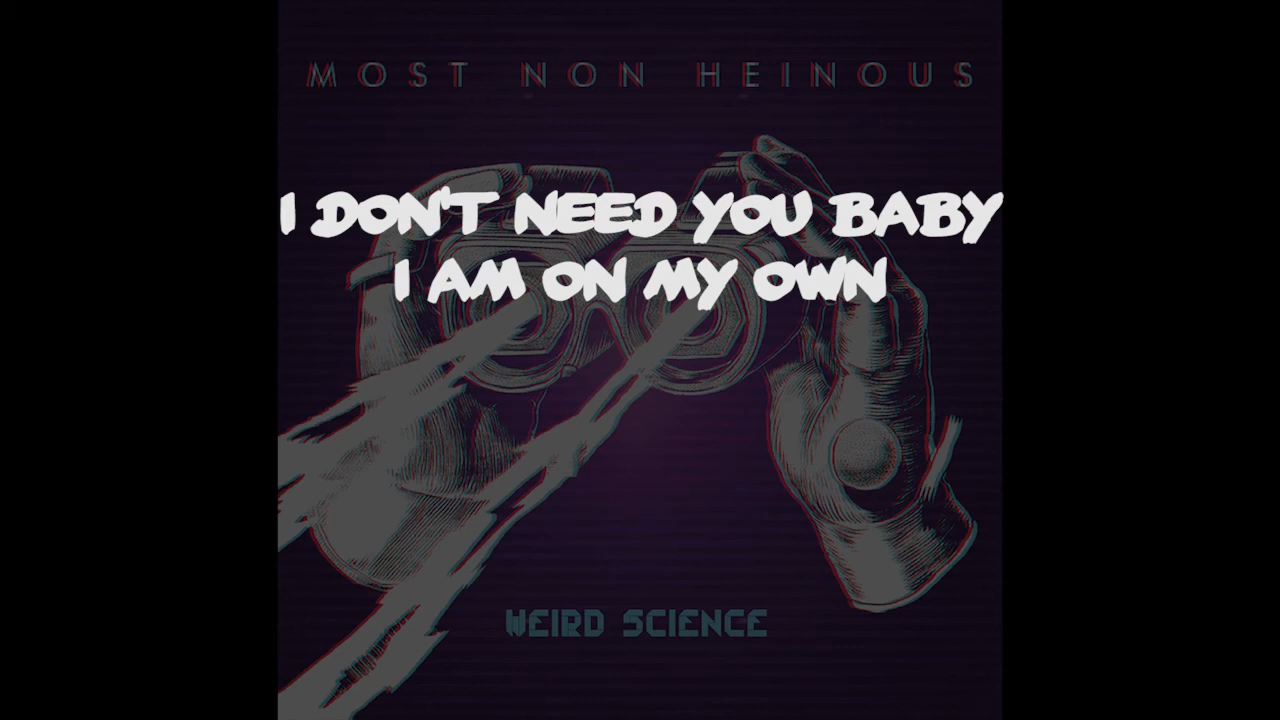 MOST NON HEINOUS
I DON'T NEED YOU BABY
I AM ON MY OWN
WEIRD SCIENCE